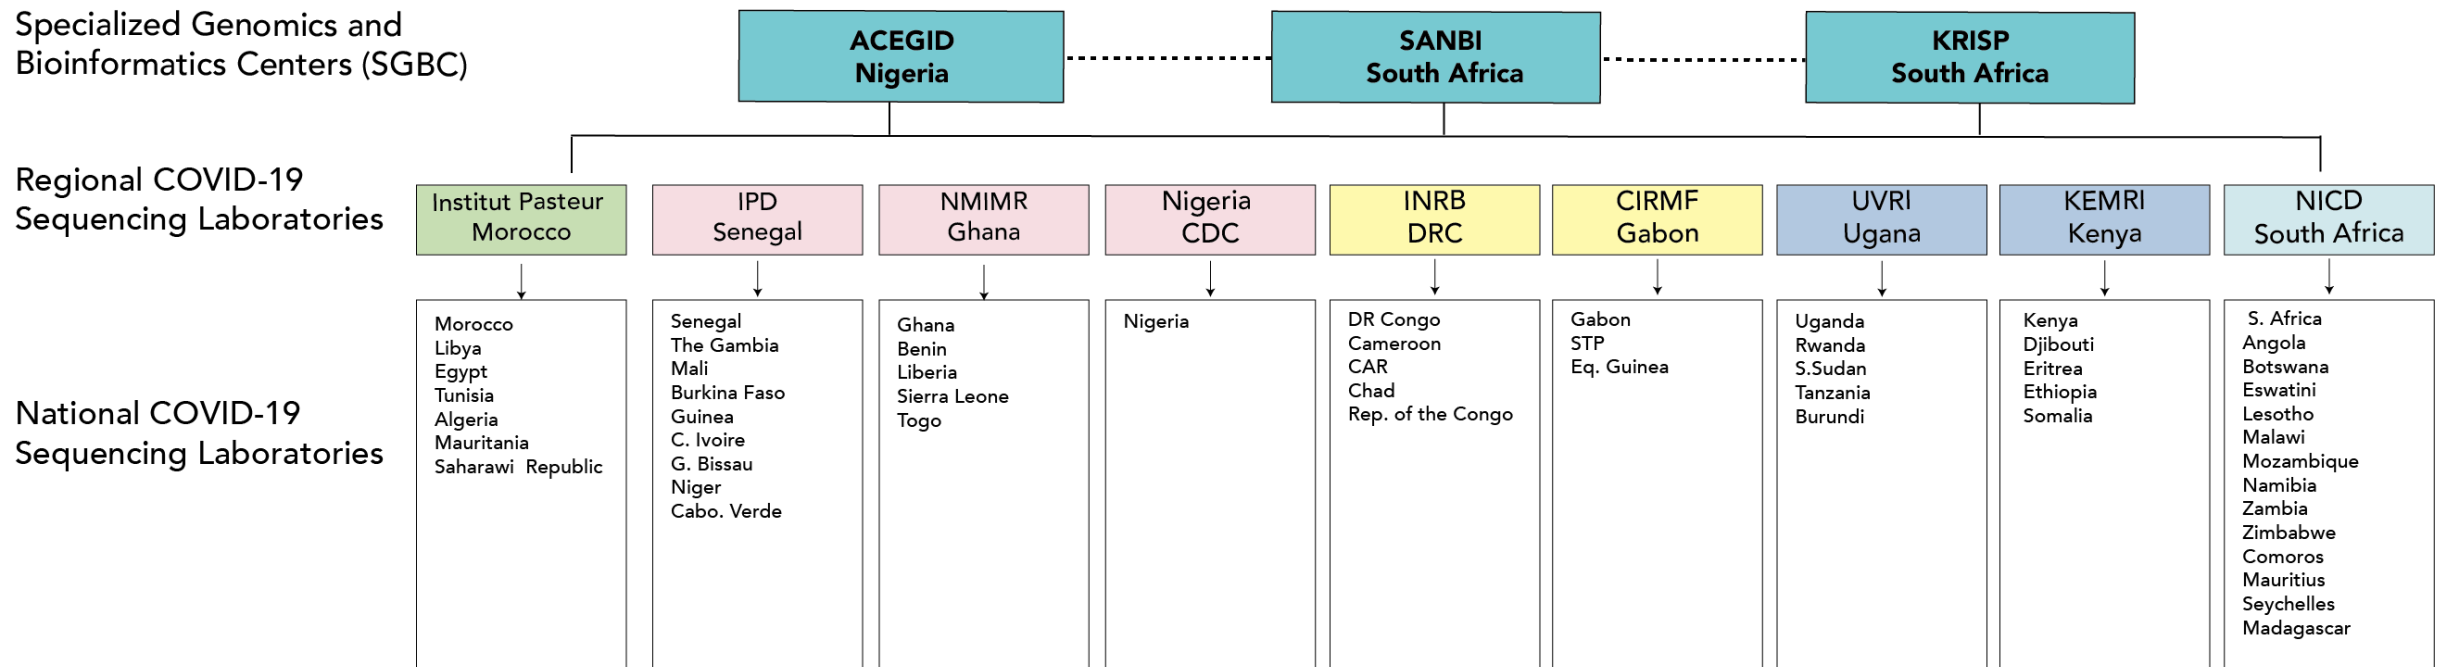 Specialized Genomics and
Bioinformatics Centers (SGBC)
ACEGID
Nigeria
SANBI
South Africa
KRISP
South Africa
Regional COVID-19
Sequencing Laboratories
Institut Pasteur
Morocco
IPD
Senegal
NMIMR
Ghana
Nigeria
CDC
INRB
DRC
CIRMF
Gabon
UVRI
Ugana
KEMRI
Kenya
NICD
South Africa
National COVID-19
Sequencing Laboratories
Morocco
Libya
Egypt
Tunisia
Algeria
Mauritania
Saharawi Republic
Senegal
The Gambia
Mali
Burkina Faso
Guinea
C. Ivoire
G. Bissau
Niger
Cabo. Verde
Ghana
Benin
Liberia
Sierra Leone
Togo
Nigeria
DR Congo
Cameroon
CAR
Chad
Rep. of the Congo
Gabon
STP
Eq. Guinea
Uganda
Rwanda
S.Sudan
Tanzania
Burundi
Kenya
Djibouti
Eritrea
Ethiopia
Somalia
S. Africa
Angola
Botswana
Eswatini
Lesotho
Malawi
Mozambique
Namibia
Zambia
Zimbabwe
Comoros
Mauritius
Seychelles
Madagascar